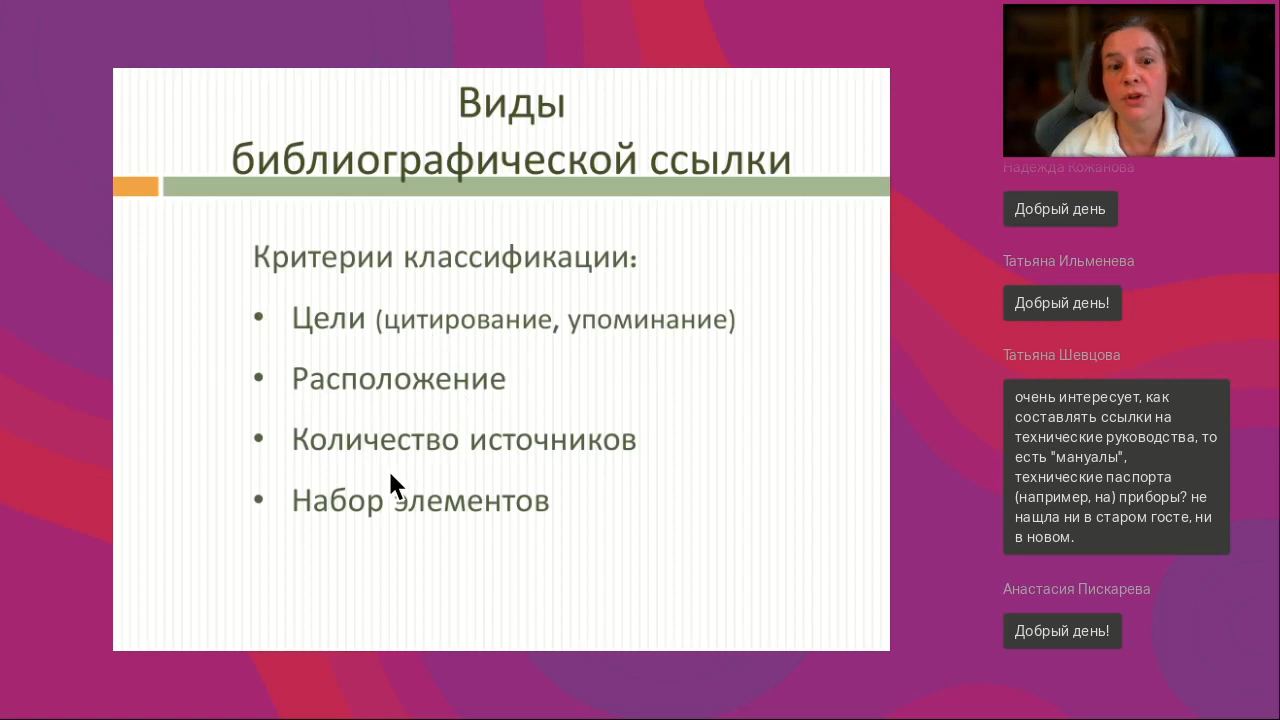 Виды
библиографической ссылки
Критерии классификации:
• Цели (цитирование, упоминание)
• Расположение
• Количество источников
• Набор элементов
Надежда Кожанова
Добрый день
Татьяна Ильменева
Добрый день!
Татьяна Шевцова
очень интересует, как
составлять ссылки на
технические руководства, то
есть "мануалы",
технические паспорта
(например, на) приборы? не
нащла ни в старом госте, ни
в новом.
Анастасия Пискарева
Добрый день!